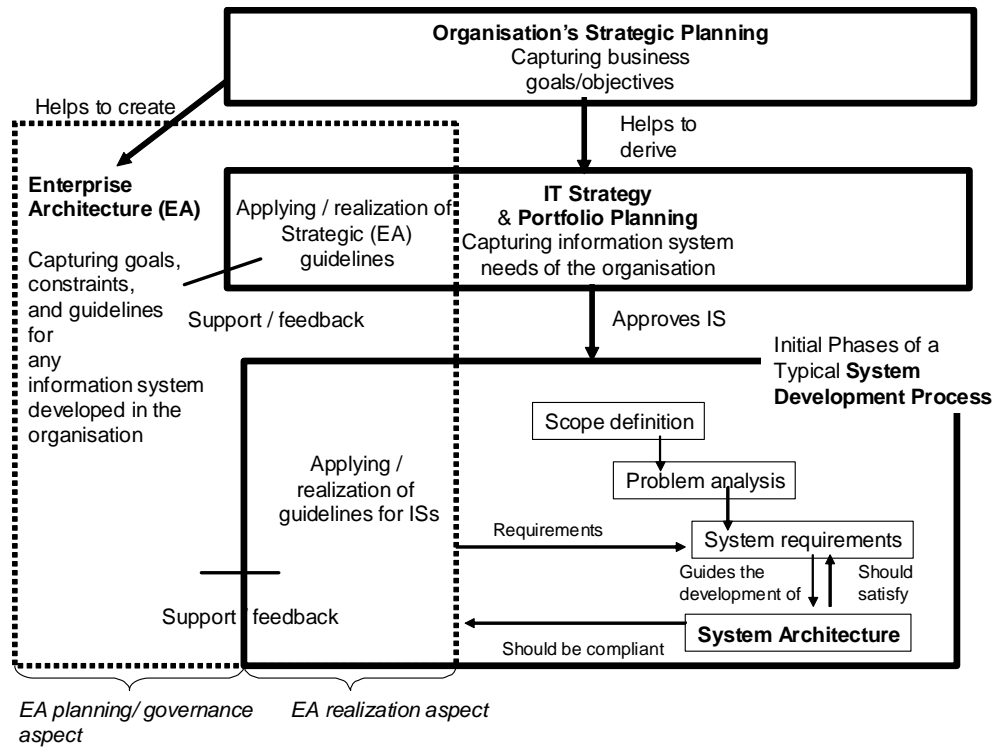 Organisation's Strategic Planning
Capturing business
goals/objectives
Helps to create
Helps to
derive
Enterprise
Architecture (EA)
Capturing goals,
constraints,
and guidelines
for
any
information system
developed in the
organisation
Applying / realization of
Strategic (EA)
guidelines
IT Strategy
& Portfolio Planning
Capturing information system
needs of the organisation
Support / feedback
Approves IS
Initial Phases of a
Typical System
Development Process
Scope definition
Problem analysis
Applying /
realization of
guidelines for ISs
Requirements
System requirements
Guides the
development of
Should
satisfy
Support / feedback
System Architecture
Should be compliant
EA planning/ governance
aspect
EA realization aspect